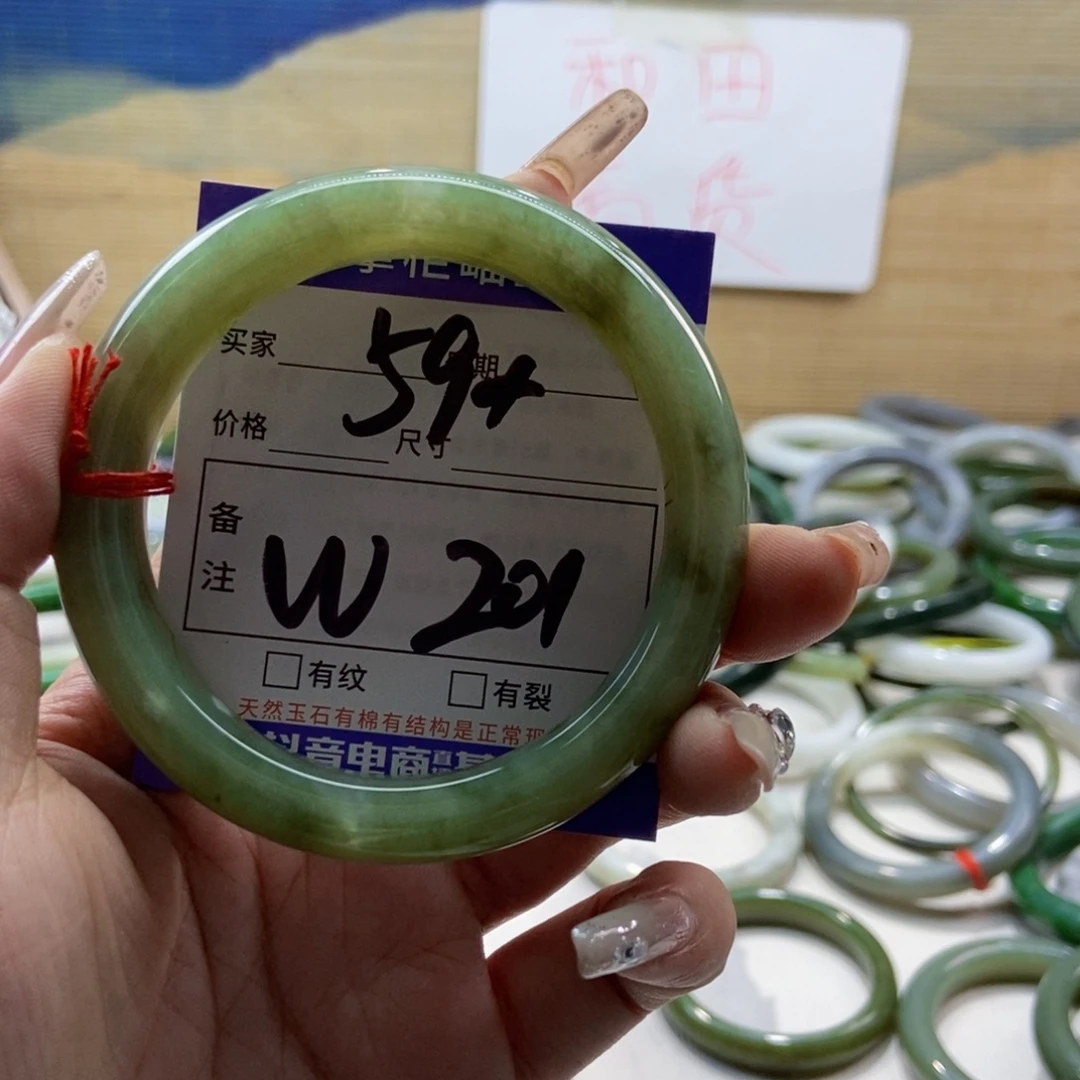 和田
买家 59+
价格 尺寸
备注 W 201
有纹 有裂
天然玉石有棉有结构是正常现
抖音电商